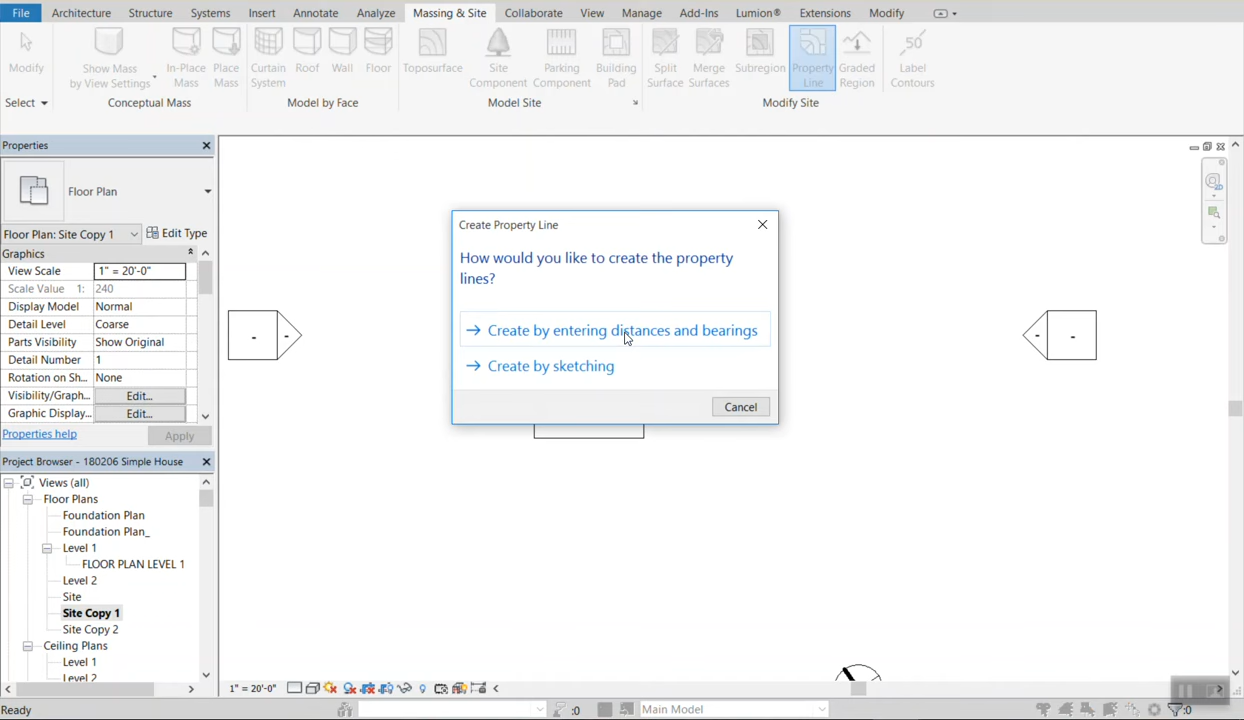 File Architecture Structure Systems Insert Annotate Analyze Massing & Site Collaborate View Manage Add-Ins Lumion® Extensions Modify
Modify
Show Mass
by View Settings
In-Place
Mass
Place
Mass
Curtain
System
Roof
Wall
Floor
Toposurface
Site
Component
Parking
Component
Building
Pad
Split
Surface
Merge
Surfaces
Subregion
Property
Line
Graded
Region
50
Label
Contours
Select
Conceptual Mass
Model by Face
Model Site
Modify Site
Properties
Floor Plan
Floor Plan: Site Copy 1
Edit Type
Graphics
View Scale 1" = 20'-0"
Scale Value 1: 240
Display Model Normal
Detail Level Coarse
Parts Visibility Show Original
Detail Number 1
Rotation on Sh... None
Visibility/Graph... Edit...
Graphic Display... Edit...
Properties help
Apply
Project Browser - 180206 Simple House
Views (all)
Floor Plans
Foundation Plan
Foundation Plan_
Level 1
FLOOR PLAN LEVEL 1
Level 2
Site
Site Copy 1
Site Copy 2
Ceiling Plans
Level 1
Level 2
Create Property Line
How would you like to create the property
lines?
Create by entering distances and bearings
Create by sketching
Cancel
1" = 20'-0"
Ready
:0
Main Model
:0